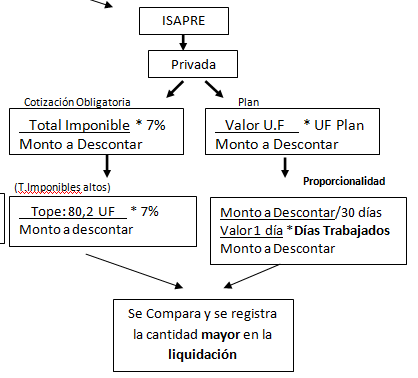 ISAPRE
Privada
Cotización Obligatoria
Total Imponible * 7%
Monto a Descontar
Plan
Valor U.F * UF Plan
Monto a Descontar
(T.Imponibles altos)
Tope: 80,2 UF * 7%
Monto a descontar
Proporcionalidad
Monto a Descontar/30 días
Valor 1 día *Días Trabajados
Monto a Descontar
Se Compara y se registra
la cantidad mayor en la
liquidación